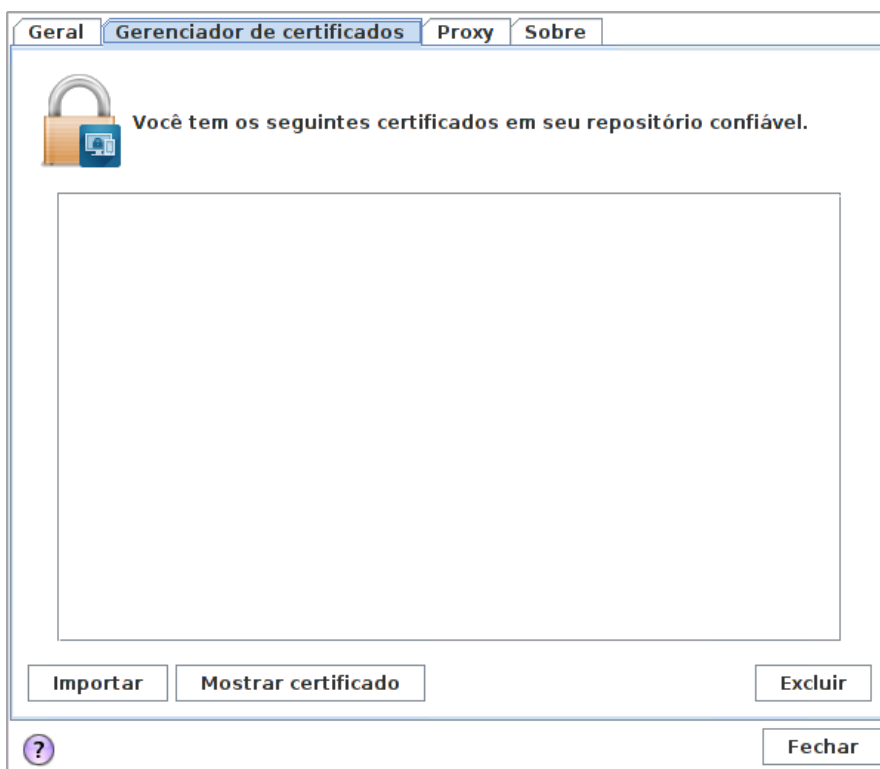 Geral Gerenciador de certificados Proxy Sobre
Você tem os seguintes certificados em seu repositório confiável.
Importar Mostrar certificado Excluir
? Fechar